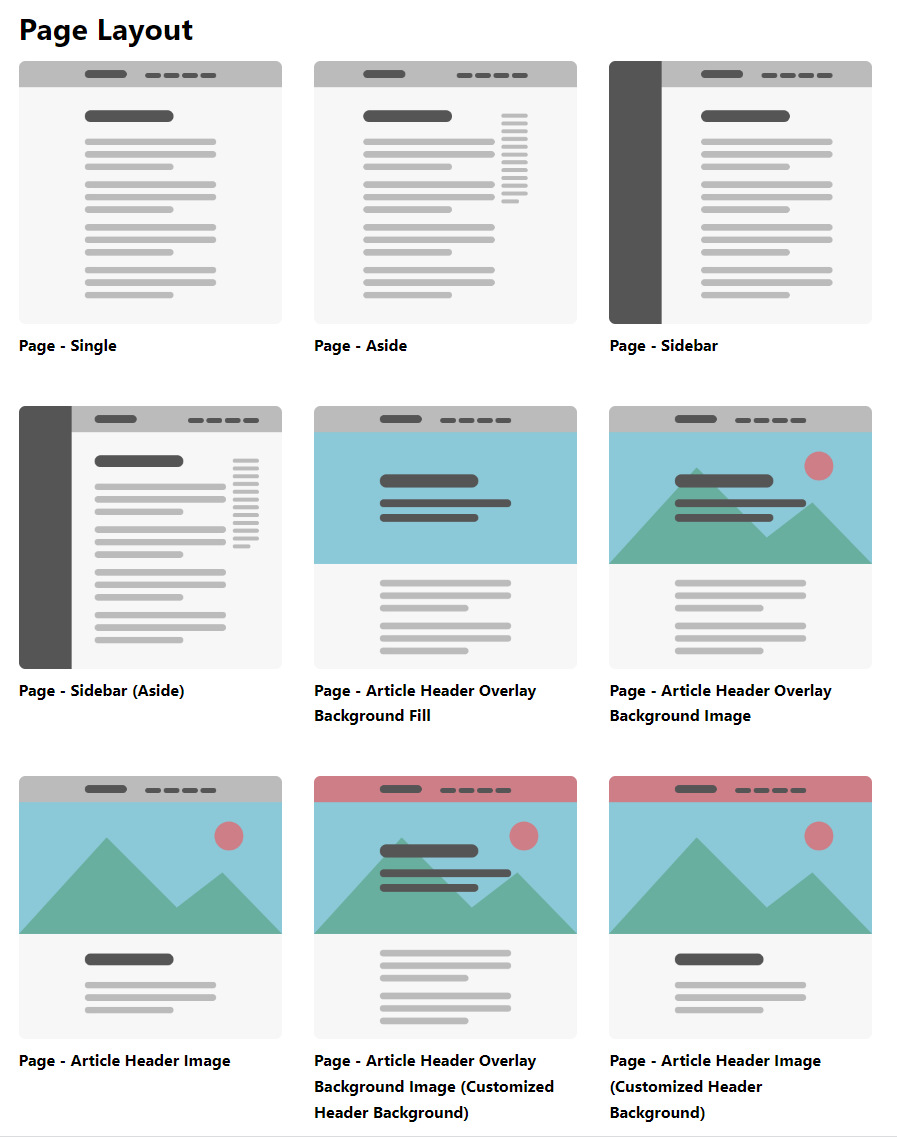 Page Layout
Page - Single
Page - Aside
Page - Sidebar
Page - Sidebar (Aside)
Page - Article Header Overlay
Background Fill
Page - Article Header Overlay
Background Image
Page - Article Header Image
Page - Article Header Overlay
Background Image (Customized
Header Background)
Page - Article Header Image
(Customized Header
Background)